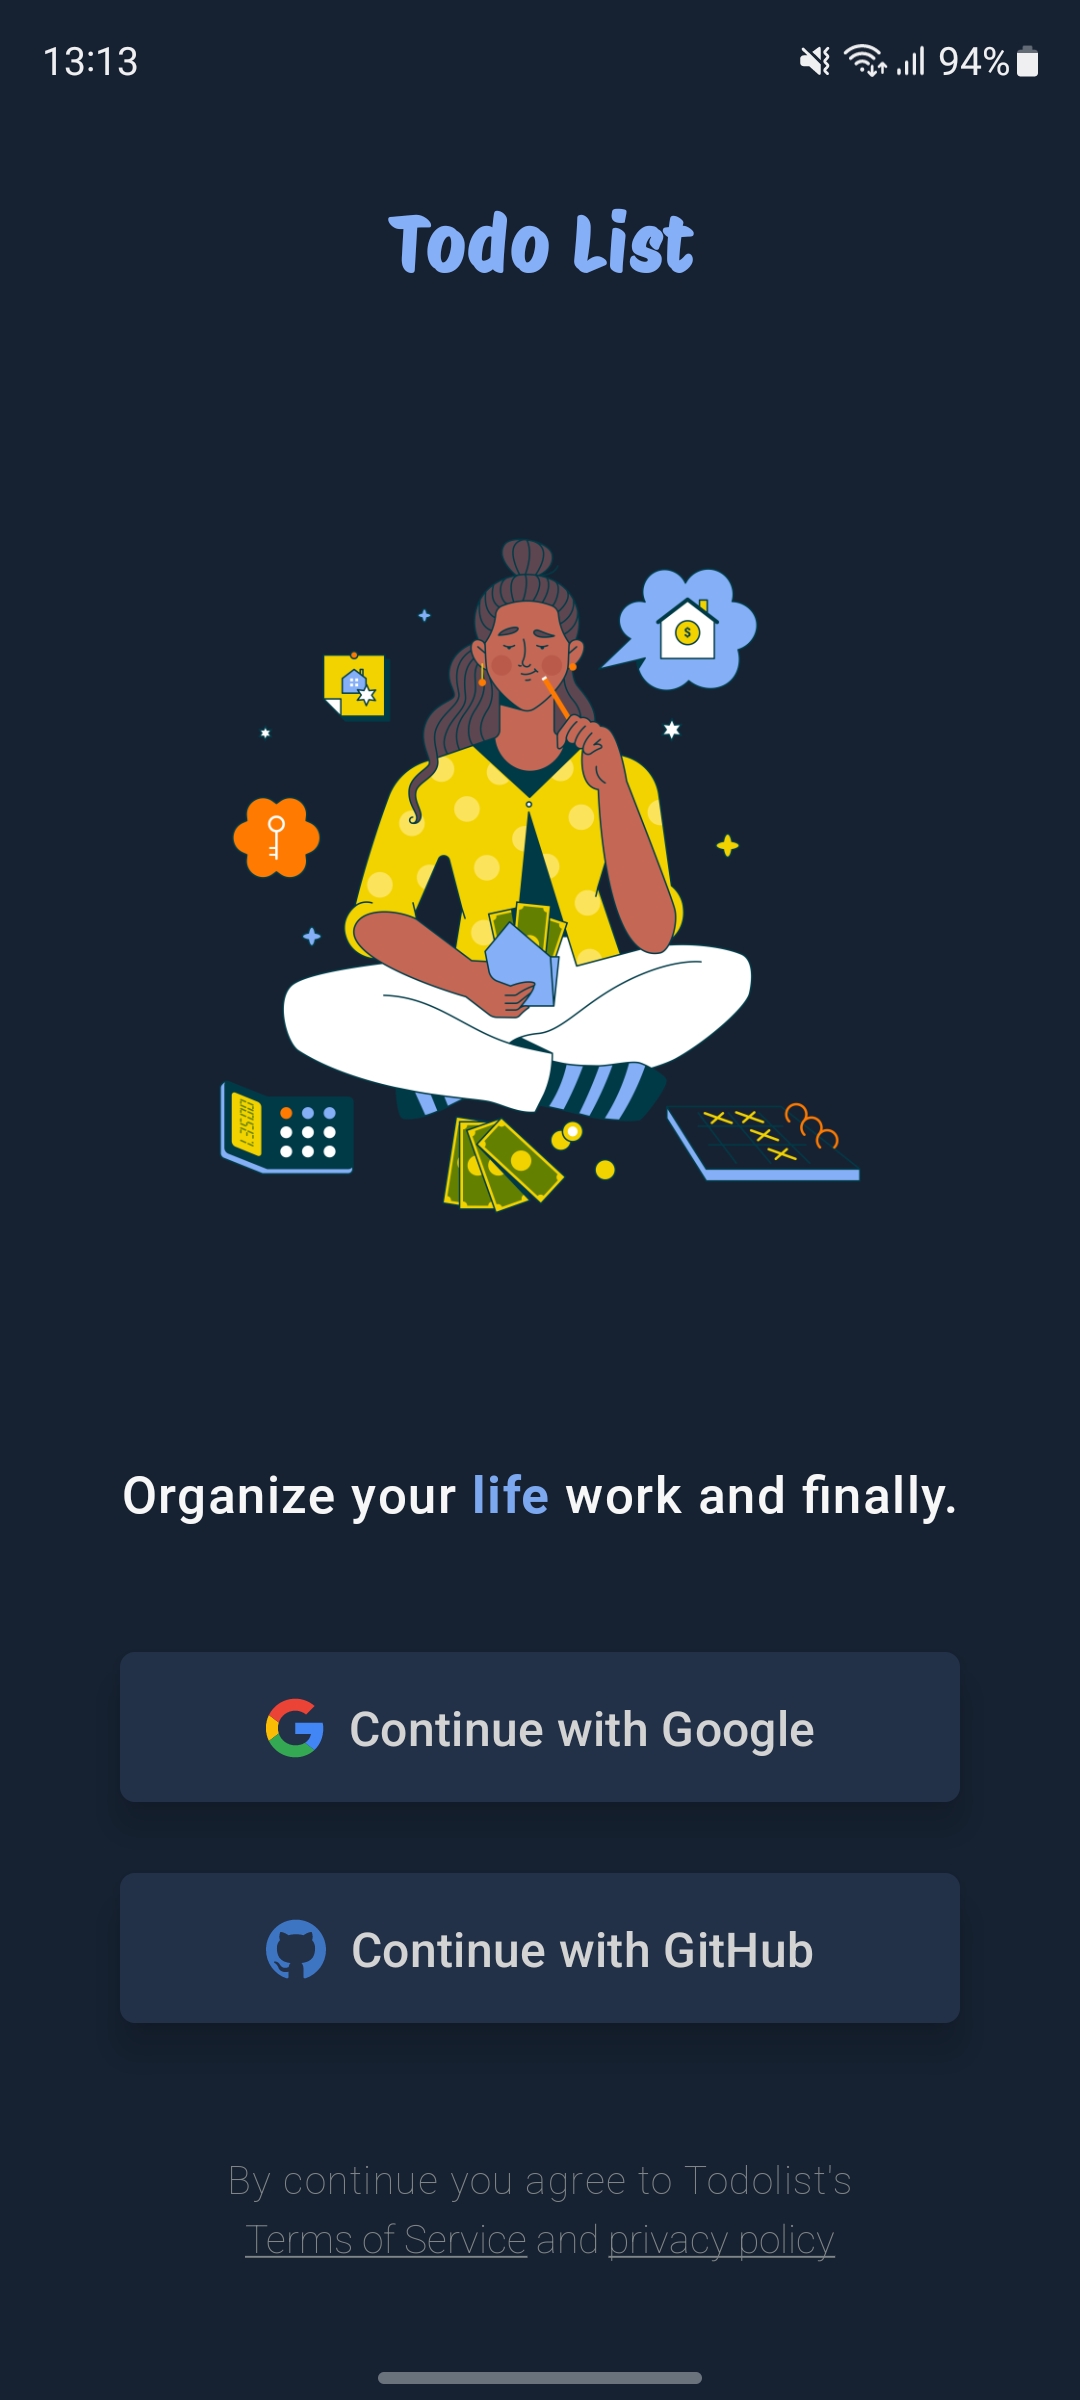 13:13 94%
Todo List
$
13500
Organize your life work and finally.
Continue with Google
Continue with GitHub
By continue you agree to Todolist's
Terms of Service and privacy policy